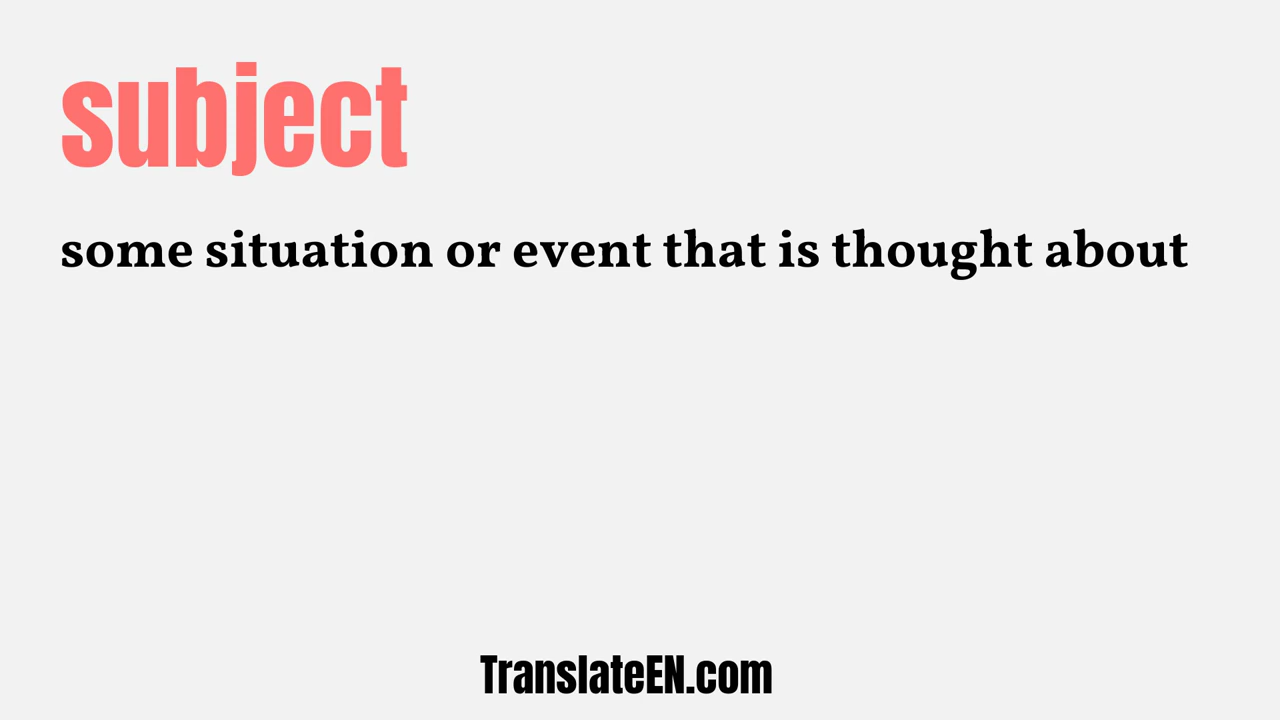 subject
some situation or event that is thought about
TranslateEN.com